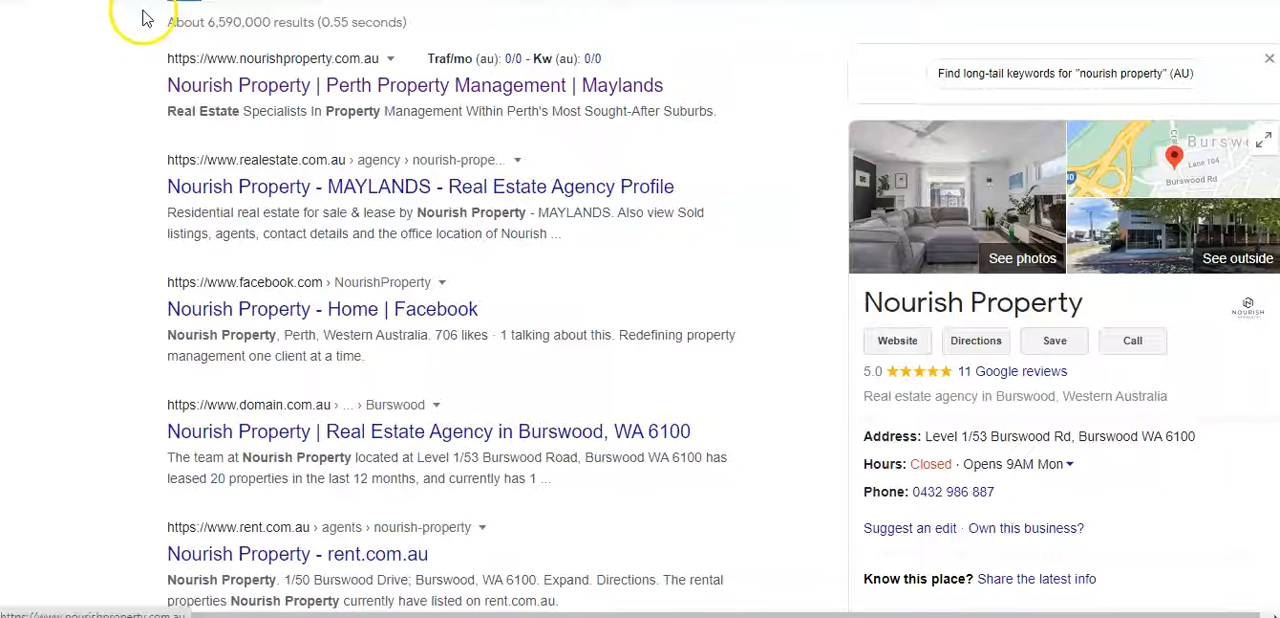 About 6,590,000 results (0.55 seconds)
https://www.nourishproperty.com.au Traf/mo (au): 0/0 - Kw (au): 0/0
Nourish Property | Perth Property Management | Maylands
Real Estate Specialists In Property Management Within Perth's Most Sought-After Suburbs.
https://www.realestate.com.au › agency › nourish-prope...
Nourish Property - MAYLANDS - Real Estate Agency Profile
Residential real estate for sale & lease by Nourish Property - MAYLANDS. Also view Sold
listings, agents, contact details and the office location of Nourish ...
https://www.facebook.com › NourishProperty
Nourish Property - Home | Facebook
Nourish Property, Perth, Western Australia. 706 likes · 1 talking about this. Redefining property
management one client at a time.
https://www.domain.com.au › ... › Burswood
Nourish Property | Real Estate Agency in Burswood, WA 6100
The team at Nourish Property located at Level 1/53 Burswood Road, Burswood WA 6100 has
leased 20 properties in the last 12 months, and currently has 1 ...
https://www.rent.com.au › agents › nourish-property
Nourish Property - rent.com.au
Nourish Property. 1/50 Burswood Drive; Burswood, WA 6100. Expand. Directions. The rental
properties Nourish Property currently have listed on rent.com.au.
https://www.nourishproperty.com.au
Find long-tail keywords for "nourish property" (AU)
Bursw
Lane 104
Burswood Rd
30
See photos
See outside
Nourish Property
NOURISH
Website Directions Save Call
5.0 11 Google reviews
Real estate agency in Burswood, Western Australia
Address: Level 1/53 Burswood Rd, Burswood WA 6100
Hours: Closed · Opens 9AM Mon
Phone: 0432 986 887
Suggest an edit · Own this business?
Know this place? Share the latest info